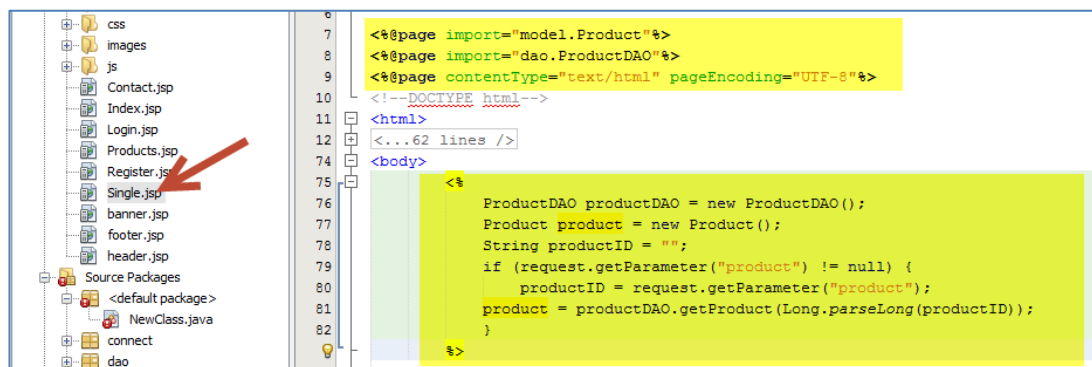 css
images
js
Contact.jsp
Index.jsp
Login.jsp
Products.jsp
Register.jsp
Single.jsp
banner.jsp
footer.jsp
header.jsp
Source Packages
<default package>
NewClass.java
connect
dao
6
7 <%@page import="model.Product"%>
8 <%@page import="dao.ProductDAO"%>
9 <%@page contentType="text/html" pageEncoding="UTF-8"%>
10 <!--DOCTYPE html-->
11 <html>
12 <...62 lines />
74 <body>
75 <%
76 ProductDAO productDAO = new ProductDAO();
77 Product product = new Product();
78 String productID = "";
79 if (request.getParameter("product") != null) {
80 productID = request.getParameter("product");
81 product = productDAO.getProduct(Long.parseLong(productID));
82 }
%>